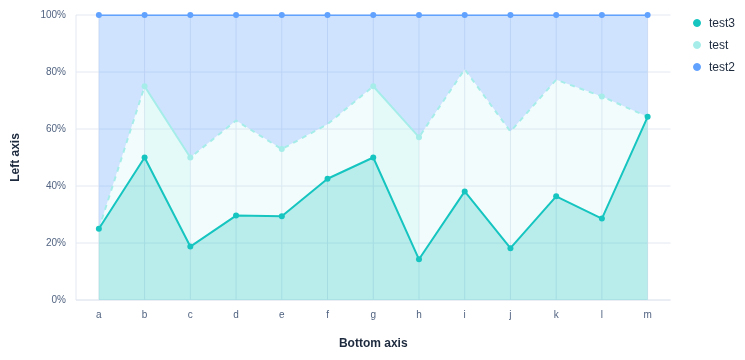 100%
80%
60%
40%
20%
0%
Left axis
a b c d e f g h i j k l m
Bottom axis
test3
test
test2